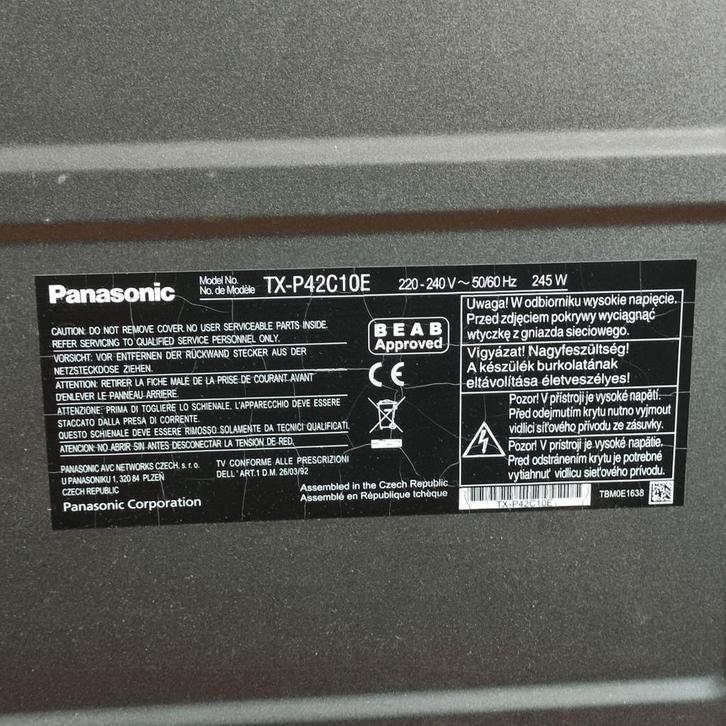 Panasonic
Model No.
No. de Modèle
TX-P42C10E
220-240 V ~ 50/60 Hz 245 W
CAUTION: DO NOT REMOVE COVER. NO USER SERVICEABLE PARTS INSIDE.
REFER SERVICING TO QUALIFIED SERVICE PERSONNEL ONLY.
VORSICHT: VOR ENTFERNEN DER RÜCKWAND STECKER AUS DER
NETZSTECKDOSE ZIEHEN.
ATTENTION: RETIRER LA FICHE MALE DE LA PRISE DE COURANT AVANT
D'ENLEVER LE PANNEAU ARRIERE.
ATTENZIONE: PRIMA DI TOGLIERE LO SCHIENALE. L'APPARECCHIO DEVE ESSERE
STACCATO DALLA PRESA DI CORRENTE.
QUESTO SCHIENALE DEVE ESSERE RIMOSSO SOLAMENTE DA TECNICI QUALIFICATI.
ATENCION: NO ABRIR SIN ANTES DESCONECTAR LA TENSION DE-RED.
PANASONIC AVC NETWORKS CZECH, s. r. o.
U PANASONIKU 1, 320 84 PLZEŇ
CZECH REPUBLIC
TV CONFORME ALLE PRESCRIZIONI
DELL' ART.1 D.M. 26/03/92
Panasonic Corporation
Assembled in the Czech Republic
Assemblé en République tchèque
BEAB
Approved
CE
Uwaga! W odbiorniku wysokie napięcie.
Przed zdjęciem pokrywy wyciągnąć
wtyczkę z gniazda sieciowego.
Vigyázat! Nagyfeszültség!
A készülék burkolatának
eltávolítása életveszélyes!
Pozor! V přístroji je vysoké napětí.
Před odejmutím krytu nutno vyjmout
vidlici síťového přívodu ze zásuvky.
Pozor! V prístroji je vysoké napätie.
Pred odstránením krytu je potrebné
vytiahnuť vidlicu sieťového prívodu.
TX-P42C10E
TBM0E1638